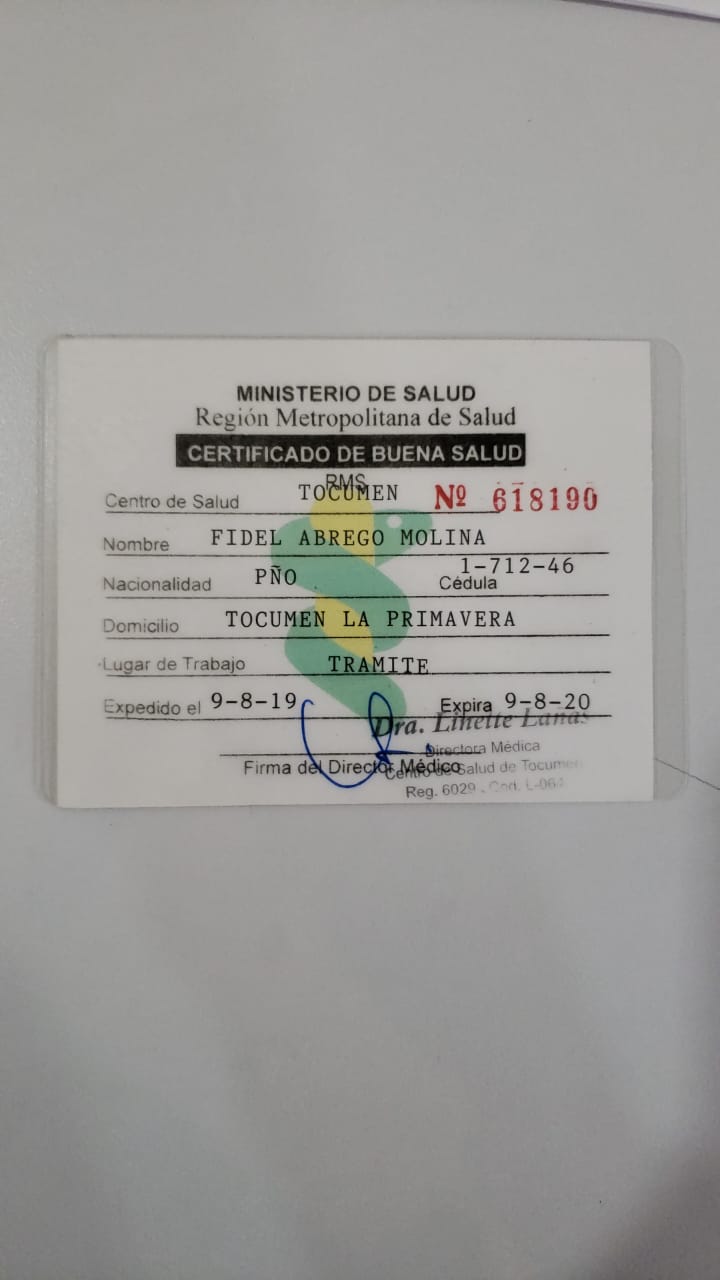 MINISTERIO DE SALUD
Región Metropolitana de Salud
CERTIFICADO DE BUENA SALUD
RMS
Centro de Salud TOCUMEN Nº 618190
Nombre FIDEL ABREGO MOLINA
Nacionalidad PÑO Cédula 1-712-46
Domicilio TOCUMEN LA PRIMAVERA
Lugar de Trabajo TRAMITE
Expedido el 9-8-19 Expira 9-8-20
Dra. Linette
Directora Médica
Firma del Director Médico
Centro de Salud de Tocumen
Reg. 6029 - Cod.